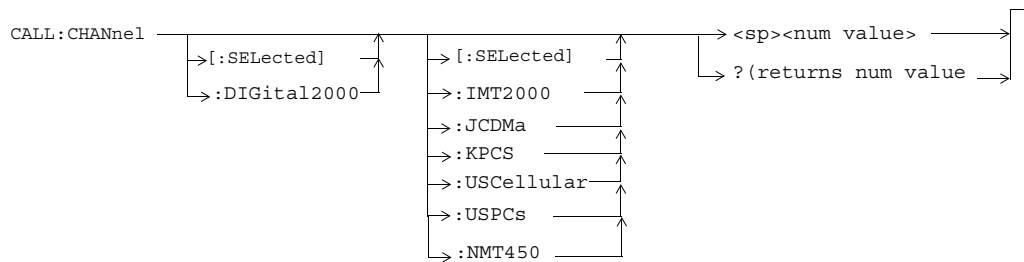 CALL:CHANnel
[:SELected]
:DIGital2000
[:SELected]
:IMT2000
:JCDMa
:KPCS
:USCellular
:USPCs
:NMT450
<sp><num value>
?(returns num value